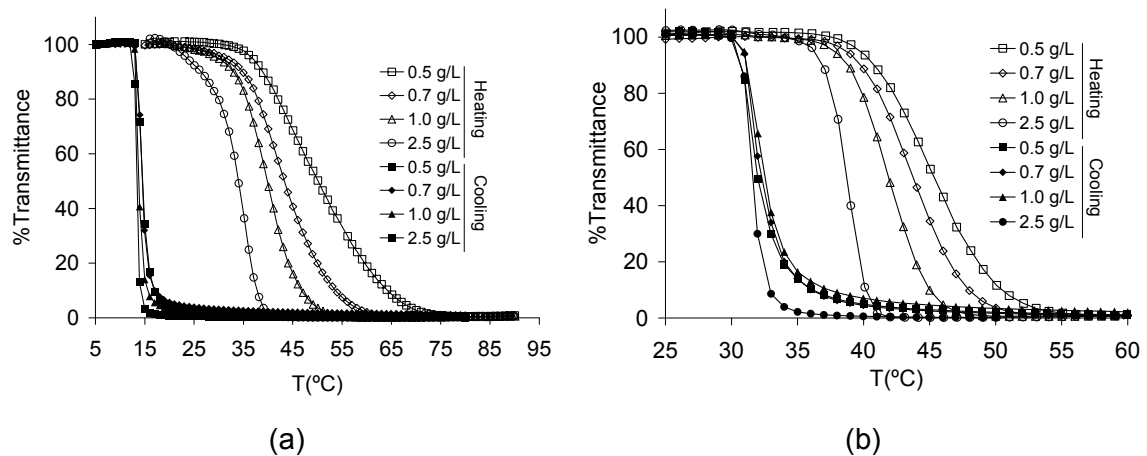 %Transmittance
100
80
60
40
20
0
5 15 25 35 45 55 65 75 85 95
T(ºC)
0.5 g/L
0.7 g/L
1.0 g/L
2.5 g/L
Heating
0.5 g/L
0.7 g/L
1.0 g/L
2.5 g/L
Cooling
(a)
%Transmittance
100
80
60
40
20
0
25 30 35 40 45 50 55 60
T(ºC)
0.5 g/L
0.7 g/L
1.0 g/L
2.5 g/L
Heating
0.5 g/L
0.7 g/L
1.0 g/L
2.5 g/L
Cooling
(b)